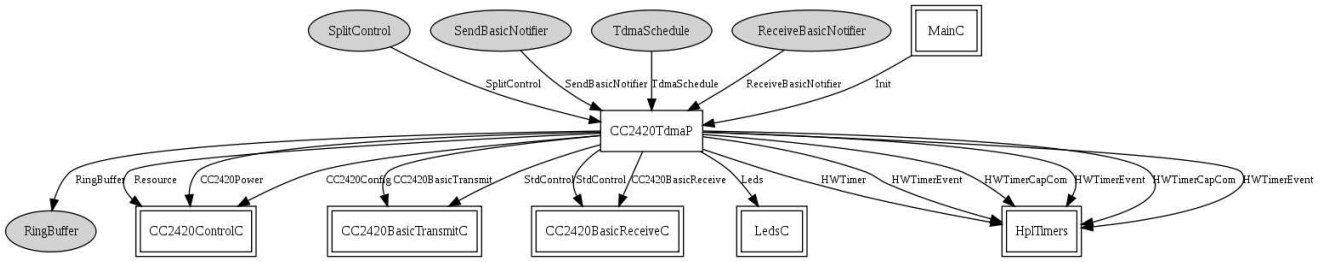 SplitControl SendBasicNotifier TdmaSchedule ReceiveBasicNotifier MainC
SplitControl SendBasicNotifier TdmaSchedule ReceiveBasicNotifier Init
CC2420TdmaP
RingBuffer Resource CC2420Power CC2420Config CC2420BasicTransmit StdControl StdControl CC2420BasicReceive Leds HWTimer HWTimerEvent HWTimerCapCom HWTimerEvent HWTimerCapCom HWTimerEvent
RingBuffer CC2420ControlC CC2420BasicTransmitC CC2420BasicReceiveC LedsC HplTimers